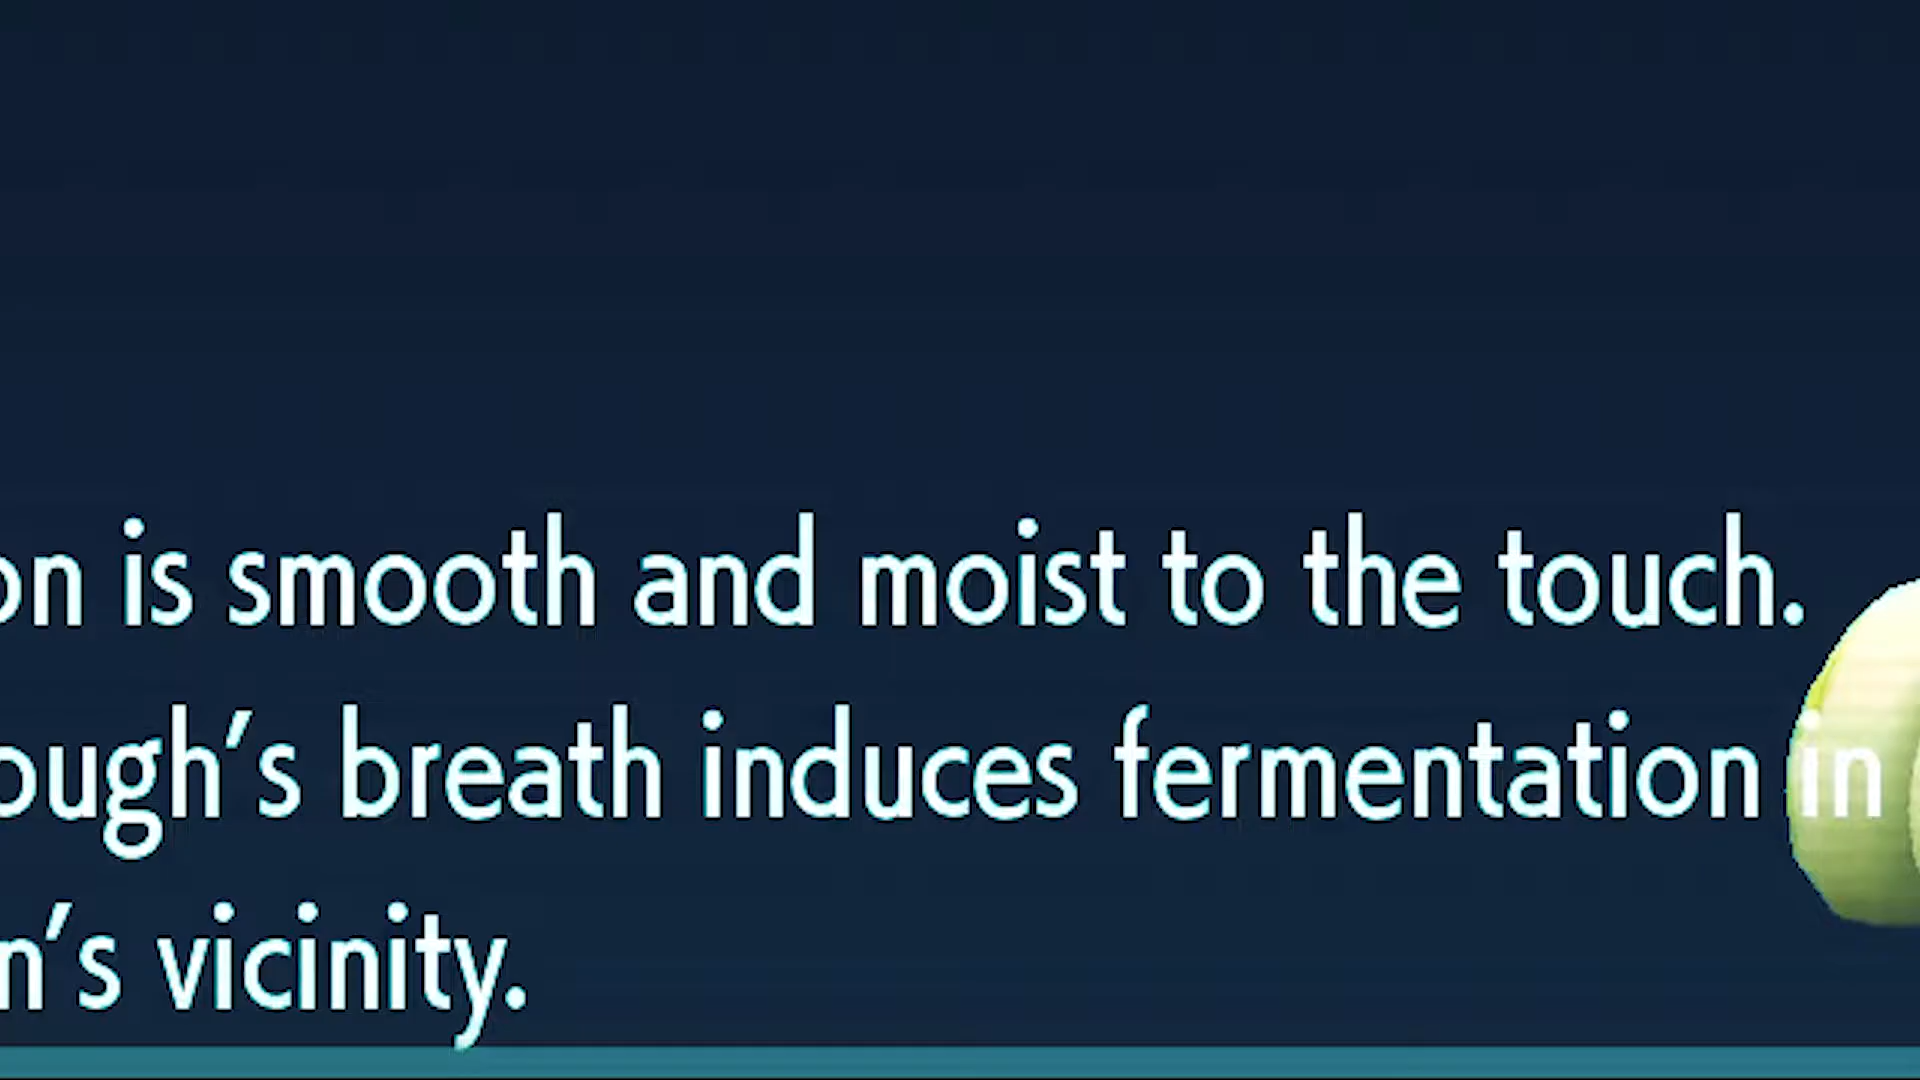 on is smooth and moist to the touch.
ough's breath induces fermentation in
n's vicinity.